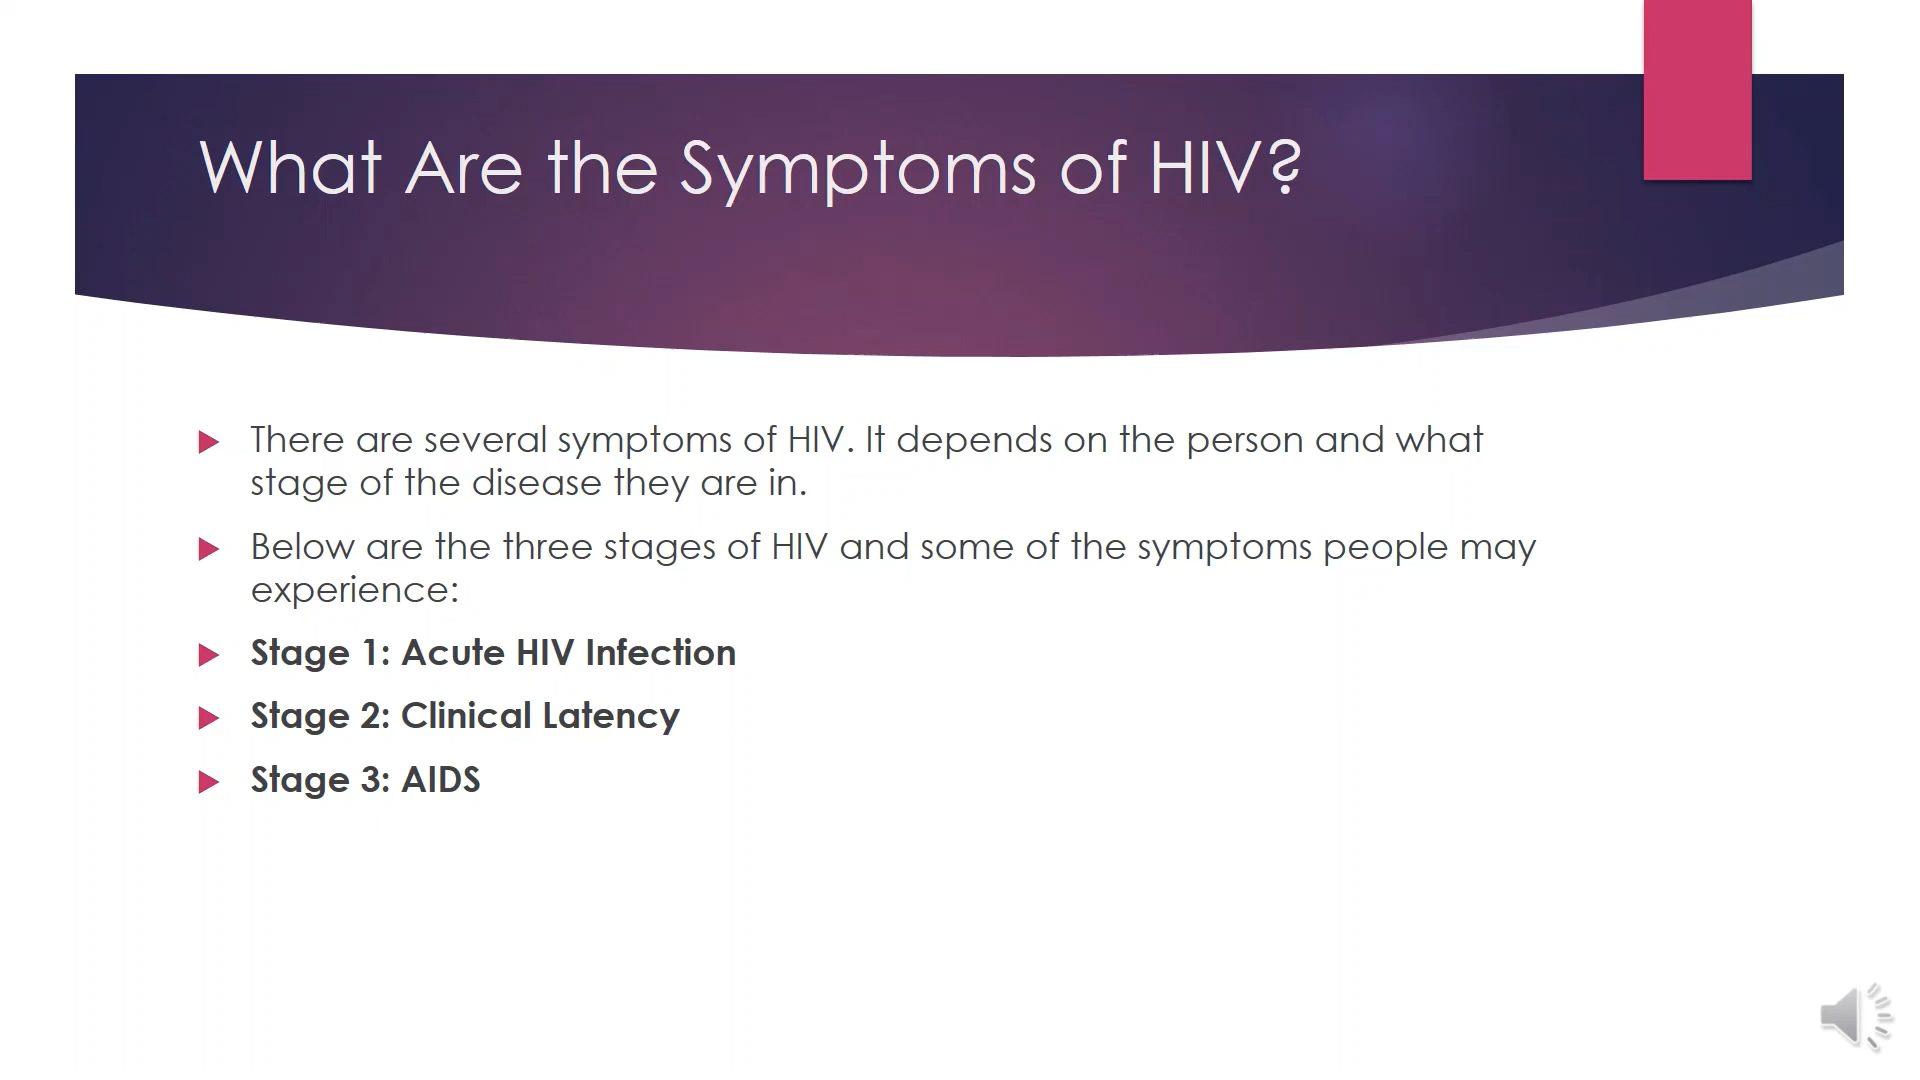 What Are the Symptoms of HIV?
There are several symptoms of HIV. It depends on the person and what
stage of the disease they are in.
Below are the three stages of HIV and some of the symptoms people may
experience:
Stage 1: Acute HIV Infection
Stage 2: Clinical Latency
Stage 3: AIDS